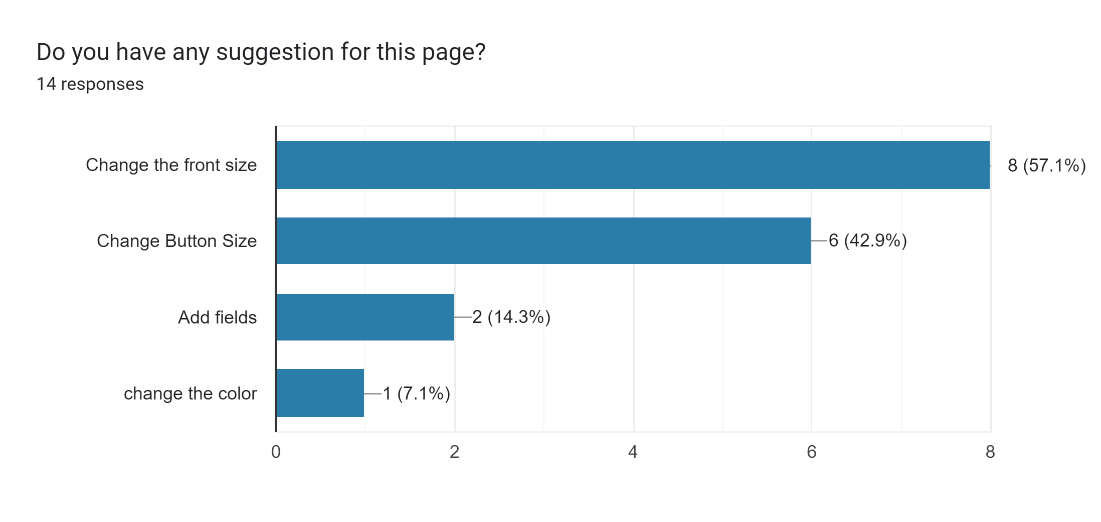 Do you have any suggestion for this page?
14 responses
Change the front size
8 (57.1%)
Change Button Size
6 (42.9%)
Add fields
2 (14.3%)
change the color
1 (7.1%)
0 2 4 6 8